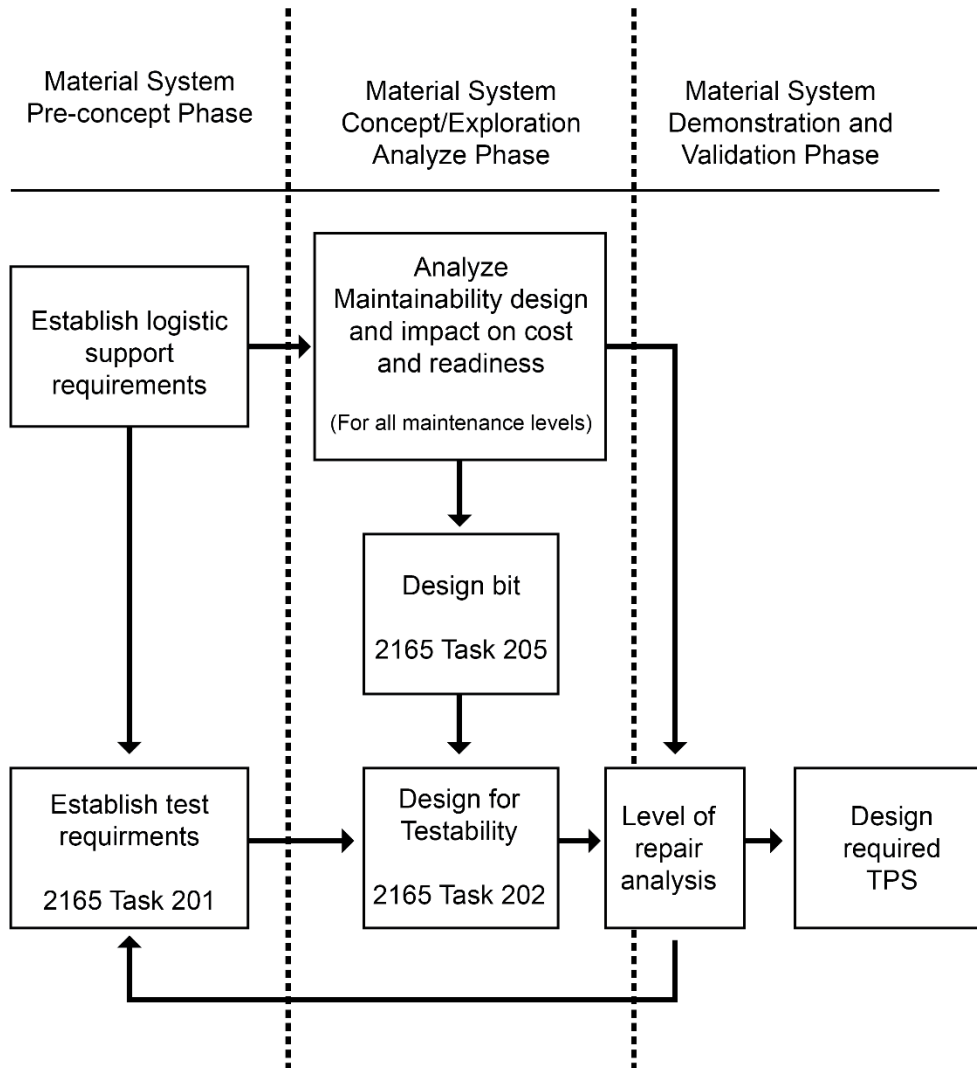 Material System
Pre-concept Phase
Material System
Concept/Exploration
Analyze Phase
Material System
Demonstration and
Validation Phase
Establish logistic
support
requirements
Analyze
Maintainability design
and impact on cost
and readiness
(For all maintenance levels)
Design bit
2165 Task 205
Establish test
requirments
2165 Task 201
Design for
Testability
2165 Task 202
Level of
repair
analysis
Design
required
TPS